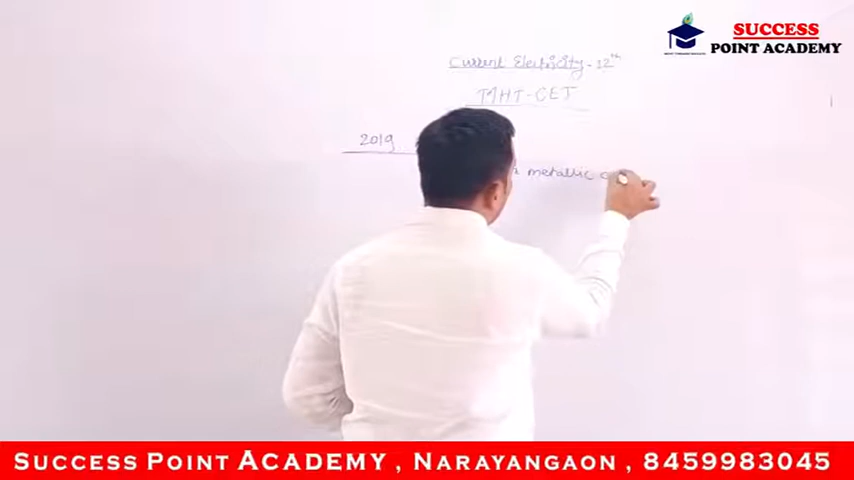 SUCCESS
POINT ACADEMY
Current Electricity - 12th
MHT-CET
2019
metallic
SUCCESS POINT ACADEMY, NARAYANGAON, 8459983045